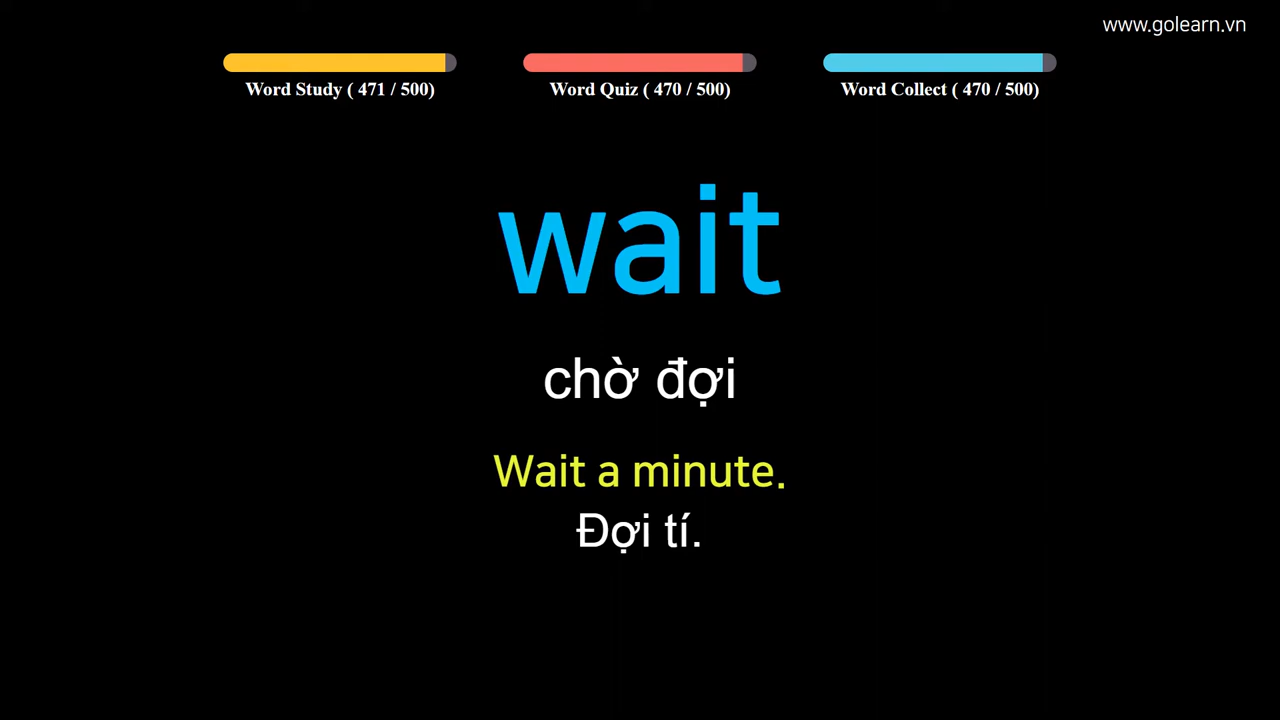 www.golearn.vn
Word Study ( 471 / 500)
Word Quiz ( 470 / 500)
Word Collect ( 470 / 500)
wait
chờ đợi
Wait a minute.
Đợi tí.